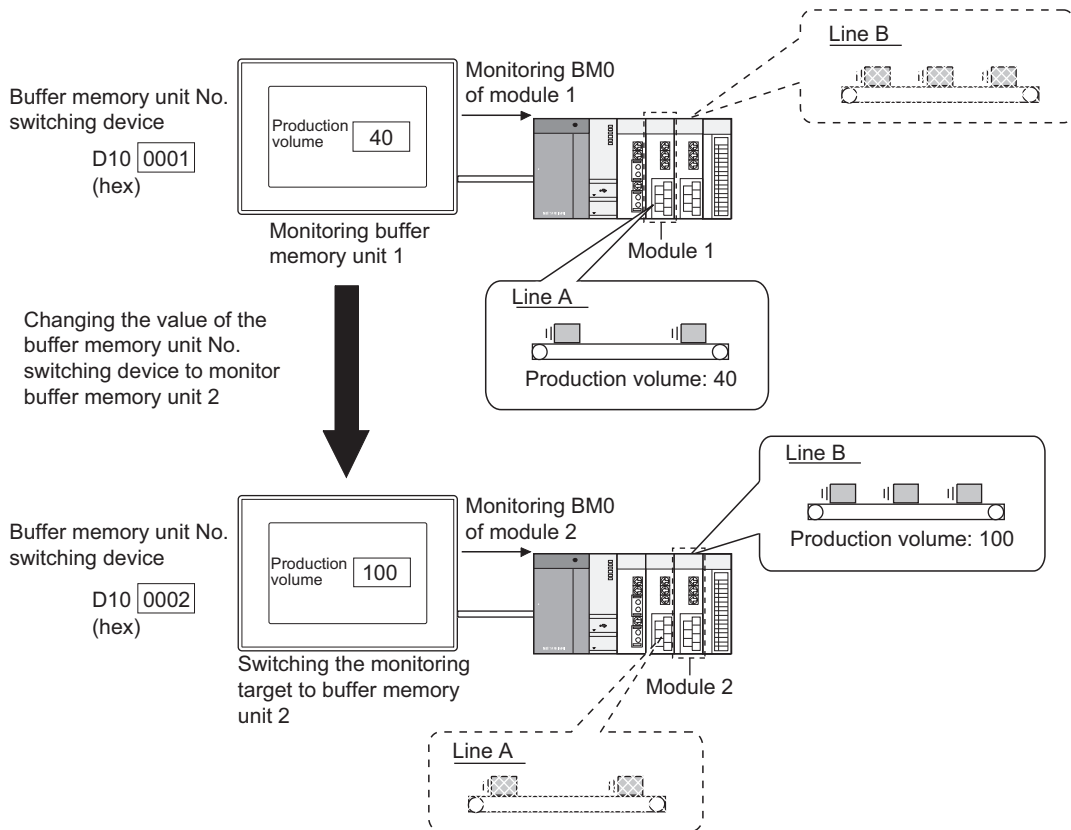 Line B
Monitoring BM0
of module 1
Buffer memory unit No.
switching device
D10 0001
(hex)
Production
volume
40
Monitoring buffer
memory unit 1
Module 1
Line A
Production volume: 40
Changing the value of the
buffer memory unit No.
switching device to monitor
buffer memory unit 2
Line B
Production volume: 100
Monitoring BM0
of module 2
Buffer memory unit No.
switching device
D10 0002
(hex)
Production
volume
100
Switching the monitoring
target to buffer memory
unit 2
Module 2
Line A